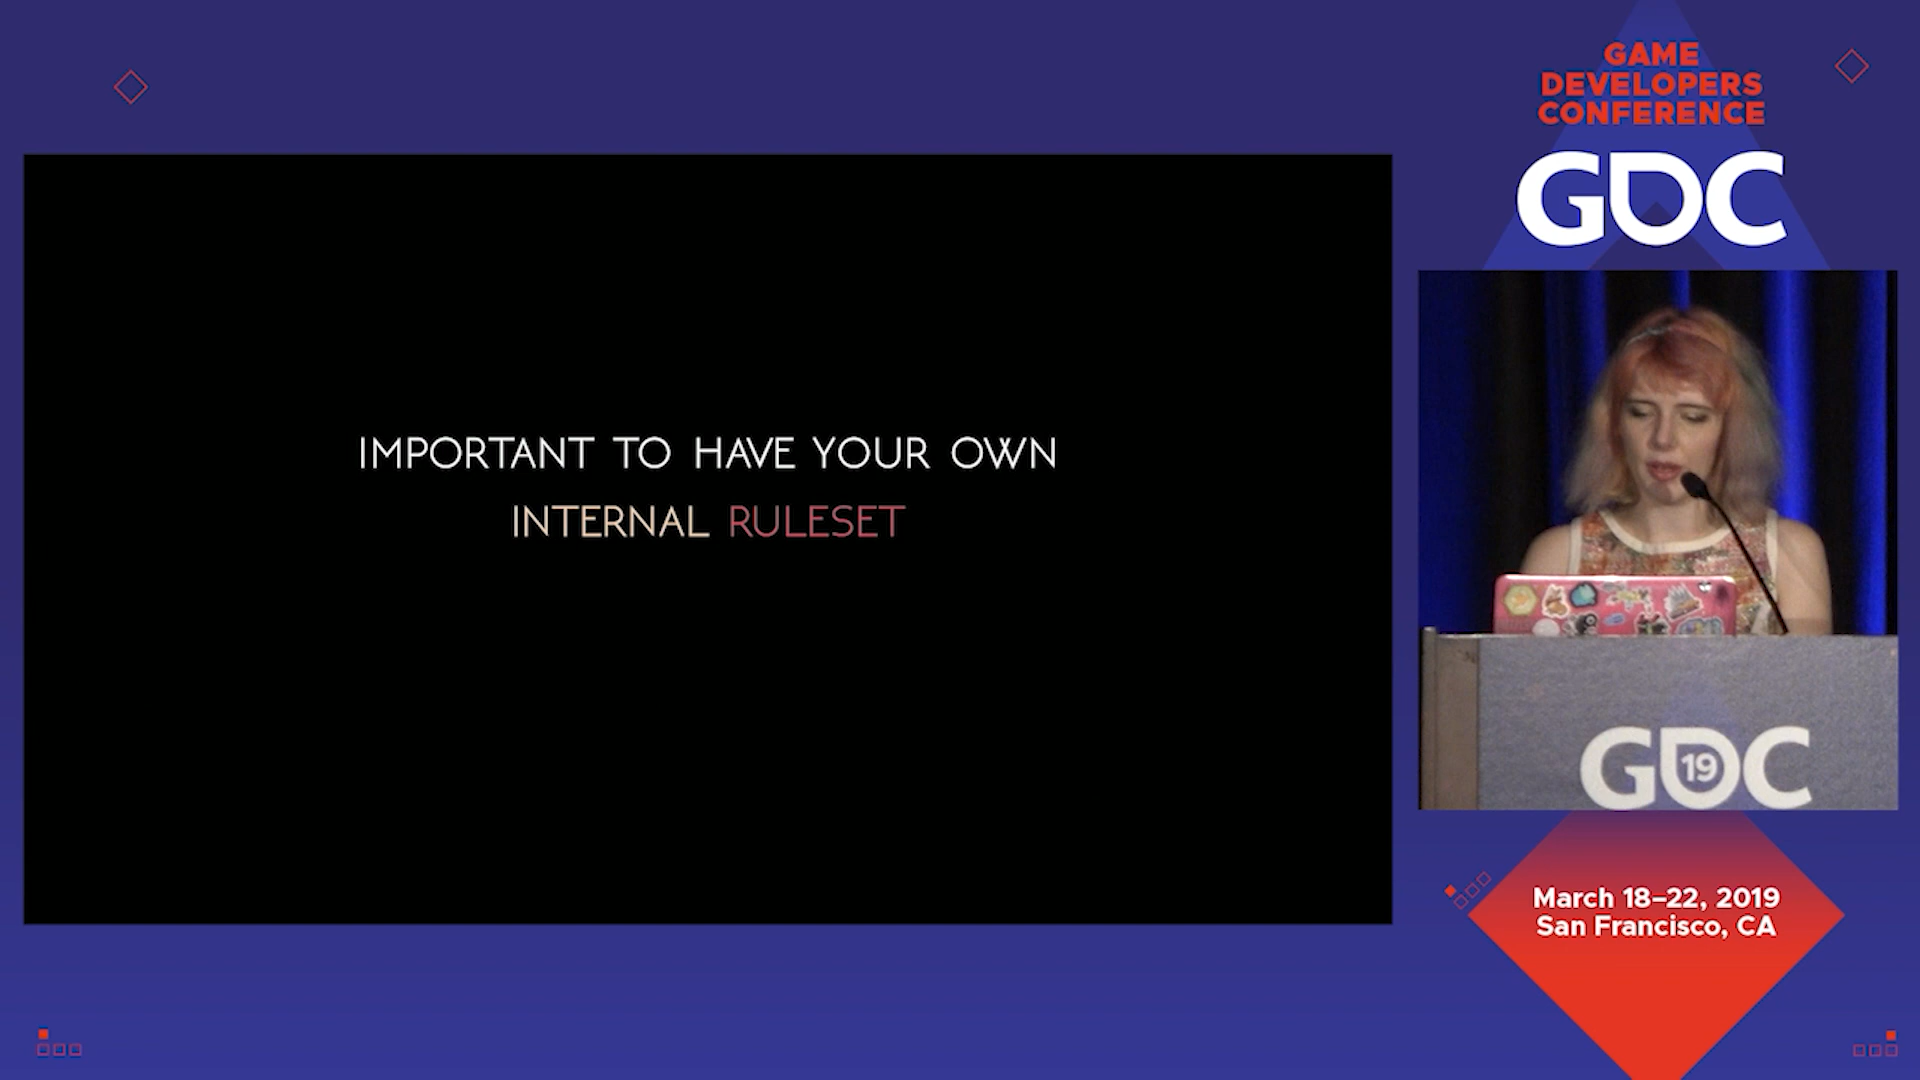 GAME
DEVELOPERS
CONFERENCE
GDC
IMPORTANT TO HAVE YOUR OWN
INTERNAL RULESET
GDC
19
March 18–22, 2019
San Francisco, CA